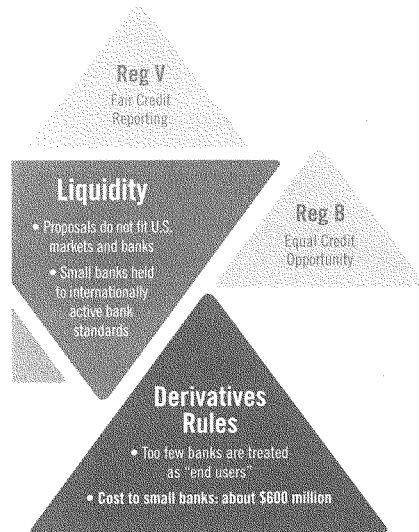 Reg V
Fair Credit
Reporting
Liquidity
• Proposals do not fit U.S.
markets and banks
• Small banks held
to internationally
active bank
standards
Reg B
Equal Credit
Opportunity
Derivatives
Rules
• Too few banks are treated
as "end users"
• Cost to small banks: about $600 million